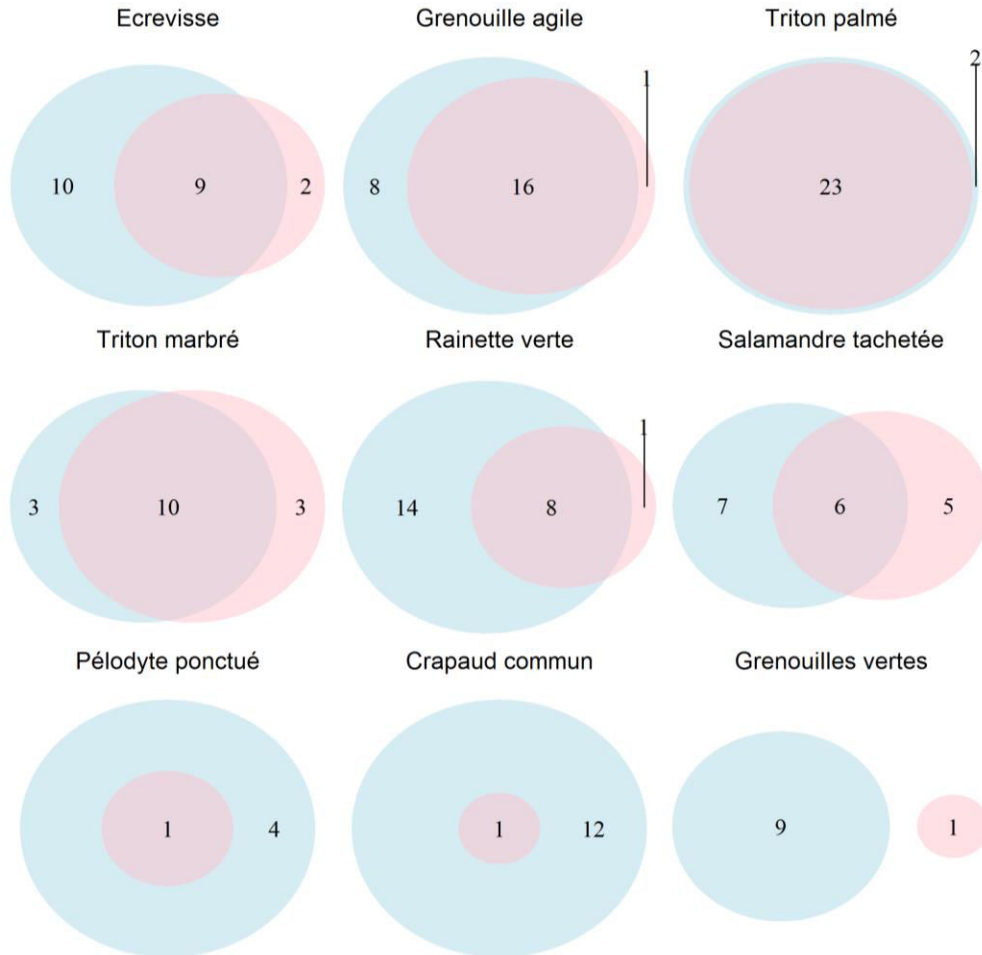 Ecrevisse
Grenouille agile
Triton palmé
10
9
2
8
16
1
23
2
Triton marbré
Rainette verte
Salamandre tachetée
3
10
3
14
8
1
7
6
5
Pélodyte ponctué
Crapaud commun
Grenouilles vertes
1
4
1
12
9
1